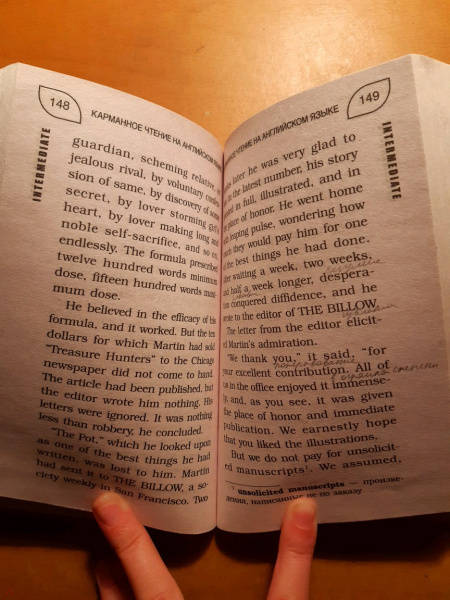 148
КАРМАННОЕ ЧТЕНИЕ НА АНГЛИЙСКОМ
INTERMEDIATE
guardian, scheming relative,
jealous rival, by voluntary
sion of same, by discovery of some
secret, by lover storming
heart, by lover making long and
noble self-sacrifice, and so on,
endlessly. The formula prescribed
twelve hundred words minimum
dose, fifteen hundred words
mum dose.
He believed in the efficacy of his
formula, and it worked. But the ten
dollars for which Martin had sold
"Treasure Hunters" to the Chicago
newspaper did not come to hand.
The article had been published, but
the editor wrote him nothing. His
letters were ignored. It was nothing
less than robbery, he concluded.
"The Pot," which he looked upon
as one of the best things he had
written, was lost to him. Martin
had sent it to THE BILLOW, a so-
ciety weekly in San Francisco. Two
149
ЧТЕНИЕ НА АНГЛИЙСКОМ ЯЗЫКЕ
INTERMEDIATE
later he was very glad to
in the latest number, his story
in full, illustrated, and in
place of honor. He went home
leaping pulse, wondering how
they would pay him for one
the best things he had done.
after waiting a week, two weeks,
and half a week longer, despera-
conquered diffidence, and he
wrote to the editor of THE BILLOW,
The letter from the editor elicit-
ed Martin's admiration.
"We thank you," it said, "for
your excellent contribution. All of
us in the office enjoyed it immense-
ly, and, as you see, it was given
the place of honor and immediate
publication. We earnestly hope
that you liked the illustrations.
But we do not pay for unsolicit-
ed manuscripts¹. We assumed,
¹ unsolicited manuscripts — произве-
дения, написанные не по заказу